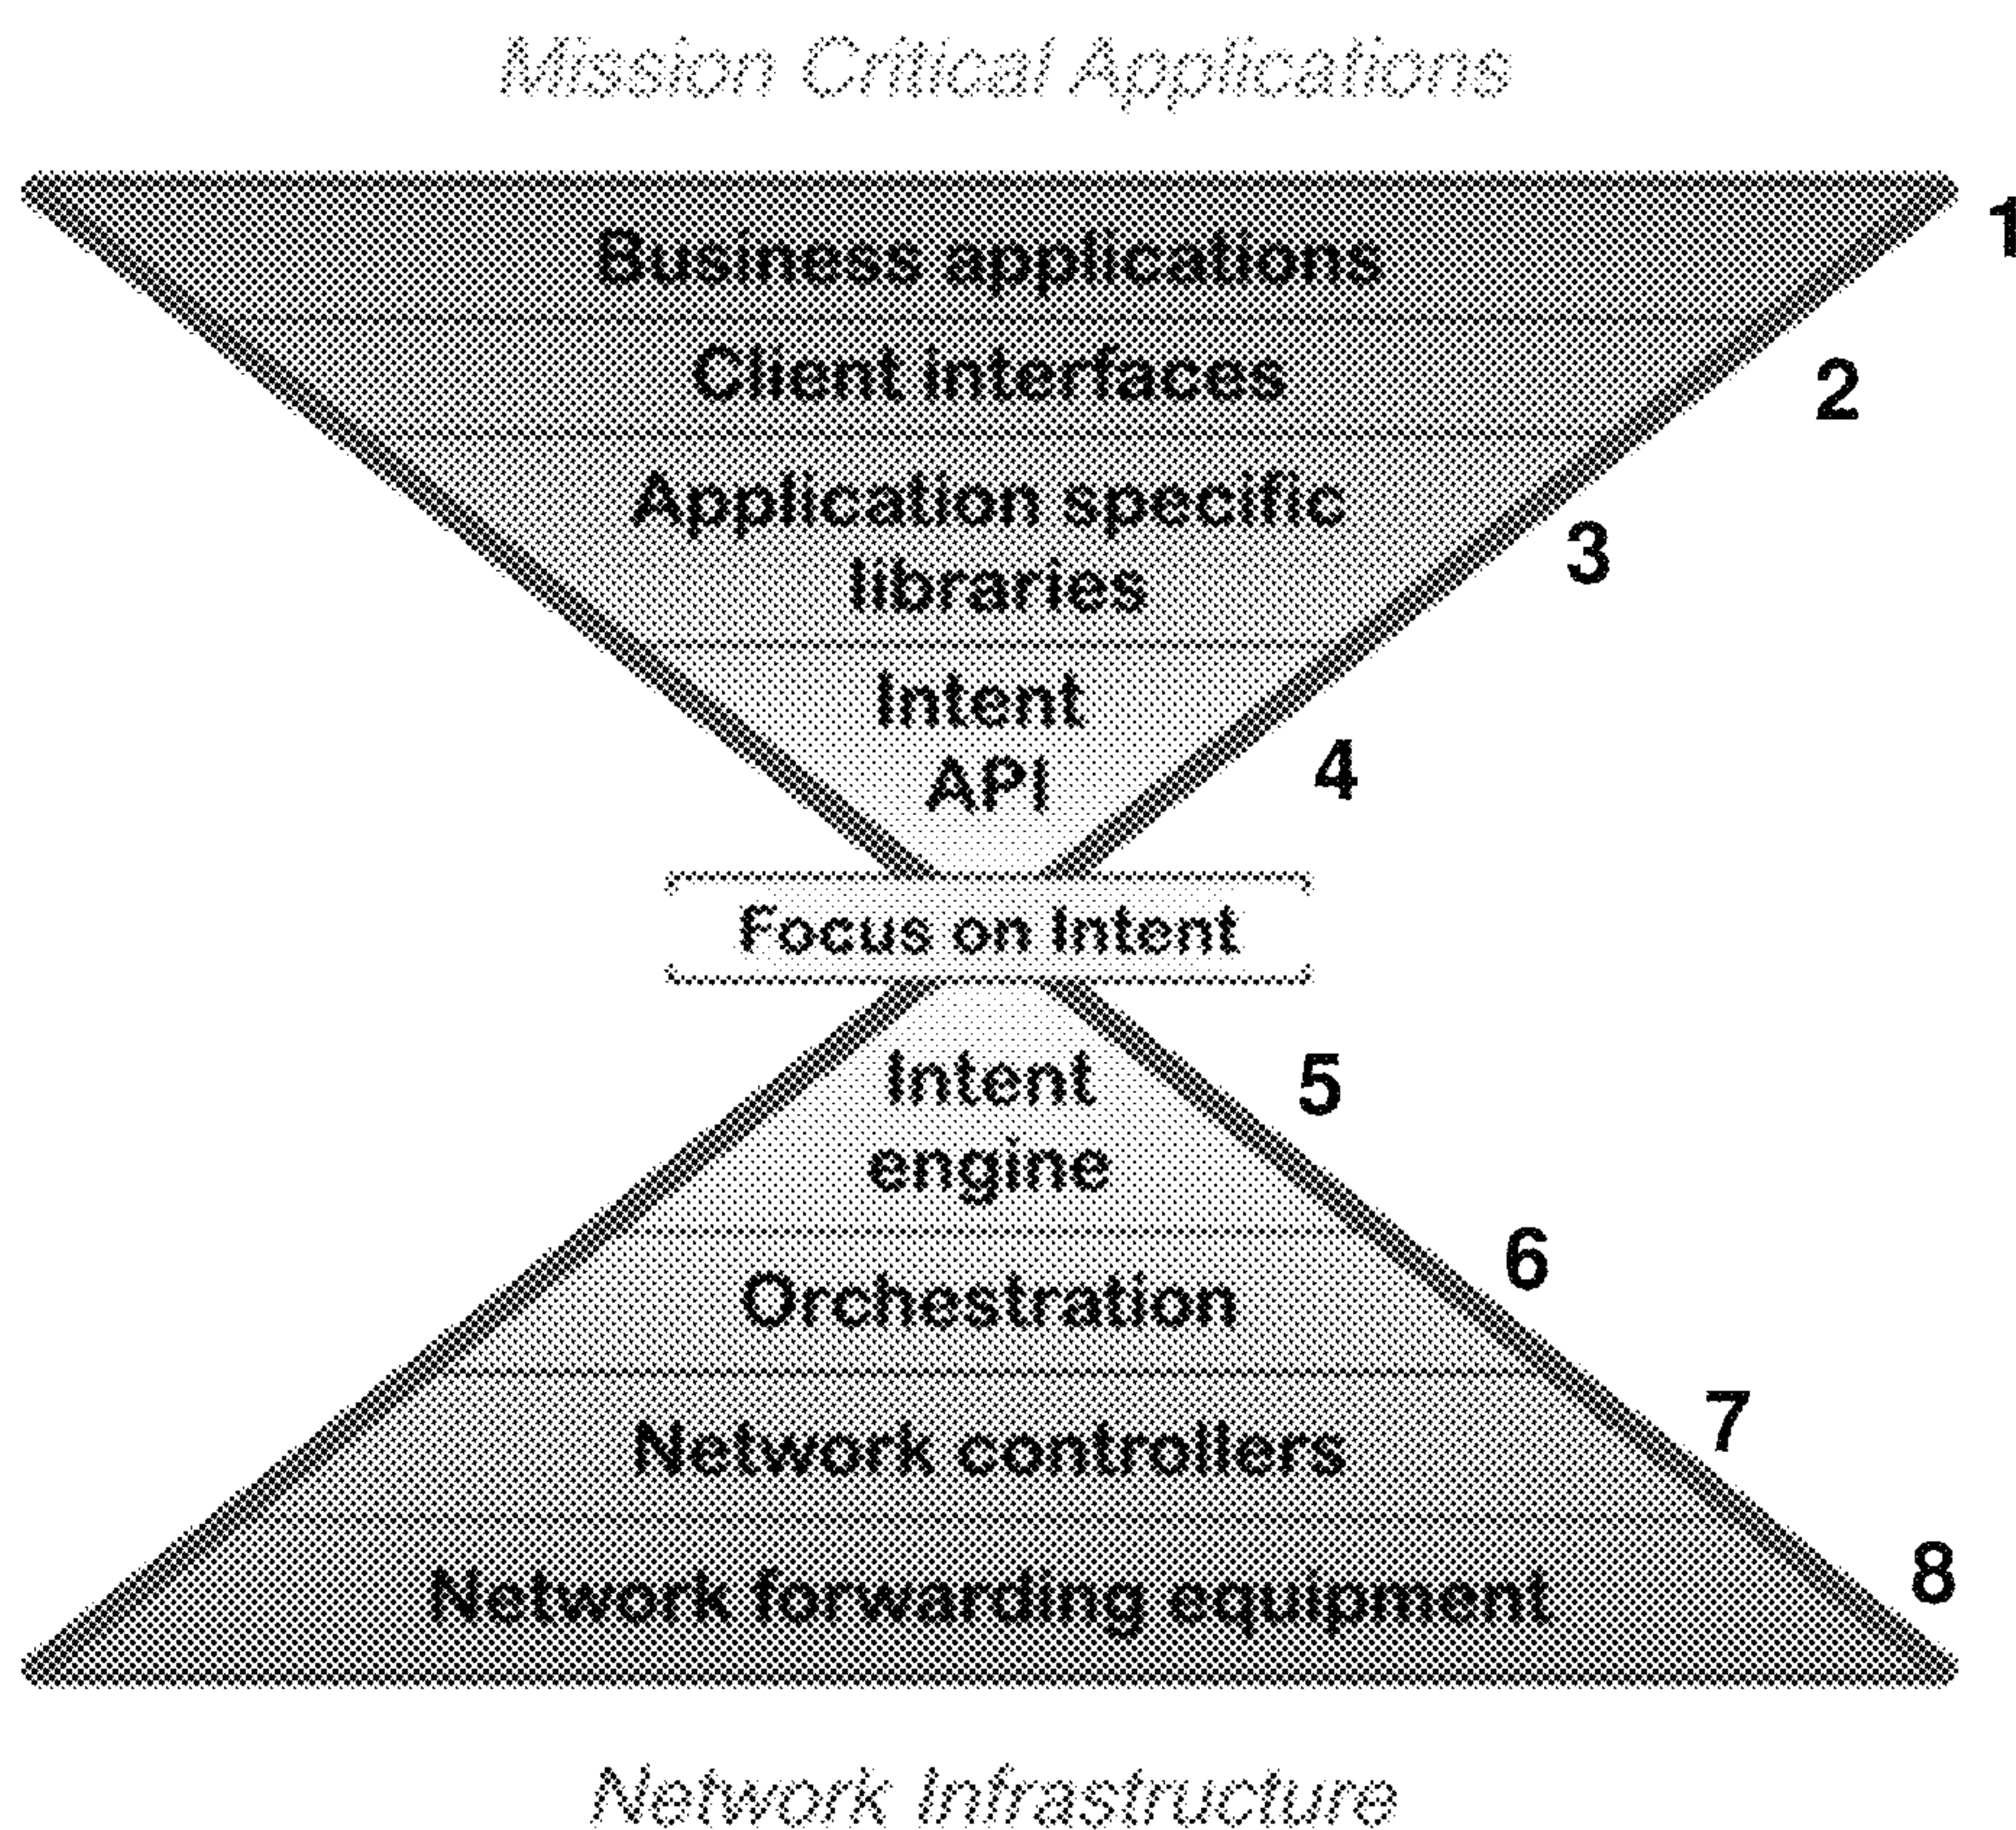 Mission Critical Applications
Business applications
1
Client interfaces
2
Application specific
libraries
3
Intent
API
4
Focus on Intent
Intent
engine
5
Orchestration
6
Network controllers
7
Network forwarding equipment
8
Network Infrastructure